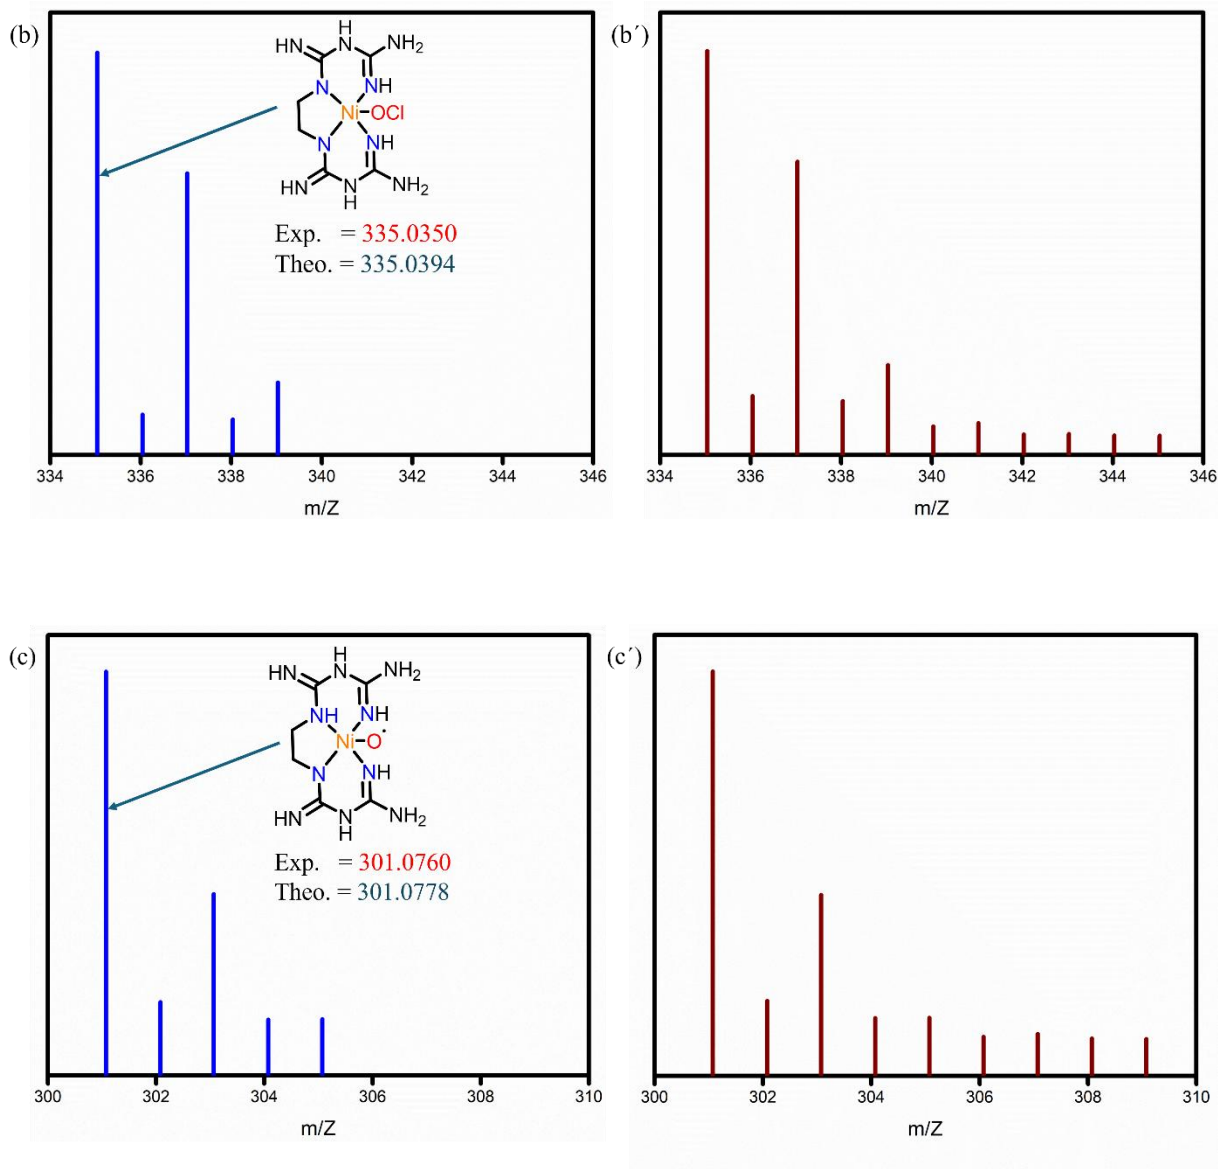 (b)
H
HN
N
NH₂
N
NH
Ni
OCl
N
NH
HN
N
NH₂
H
Exp. = 335.0350
Theo. = 335.0394
334 336 338 340 342 344 346
m/Z
(b´)
334 336 338 340 342 344 346
m/Z
(c)
H
HN
N
NH₂
NH
NH
Ni
O·
N
NH
HN
N
NH₂
H
Exp. = 301.0760
Theo. = 301.0778
300 302 304 306 308 310
m/Z
(c´)
300 302 304 306 308 310
m/Z